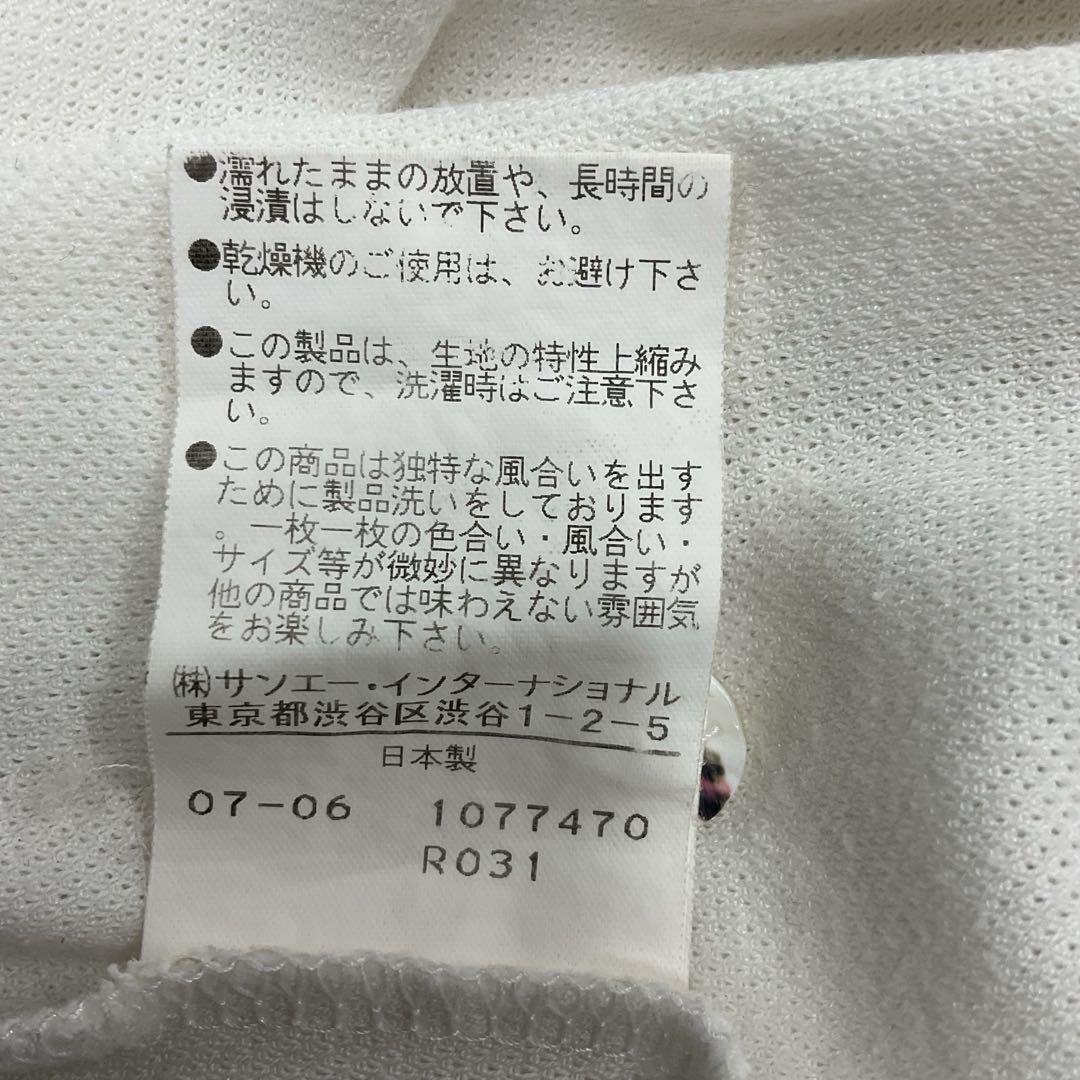 ●濡れたままの放置や、長時間の
浸漬はしないで下さい。
●乾燥機のご使用は、お避け下さ
い。
●この製品は、生地の特性上縮み
ますので、洗濯時はご注意下さ
い。
●この商品は独特な風合いを出す
ために製品洗いをしております
。一枚一枚の色合い・風合い・
サイズ等が微妙に異なりますが
他の商品では味わえない雰囲気
をお楽しみ下さい。
㈱サンエー・インターナショナル
東京都渋谷区渋谷1-2-5
日本製
07-06 1077470
R031